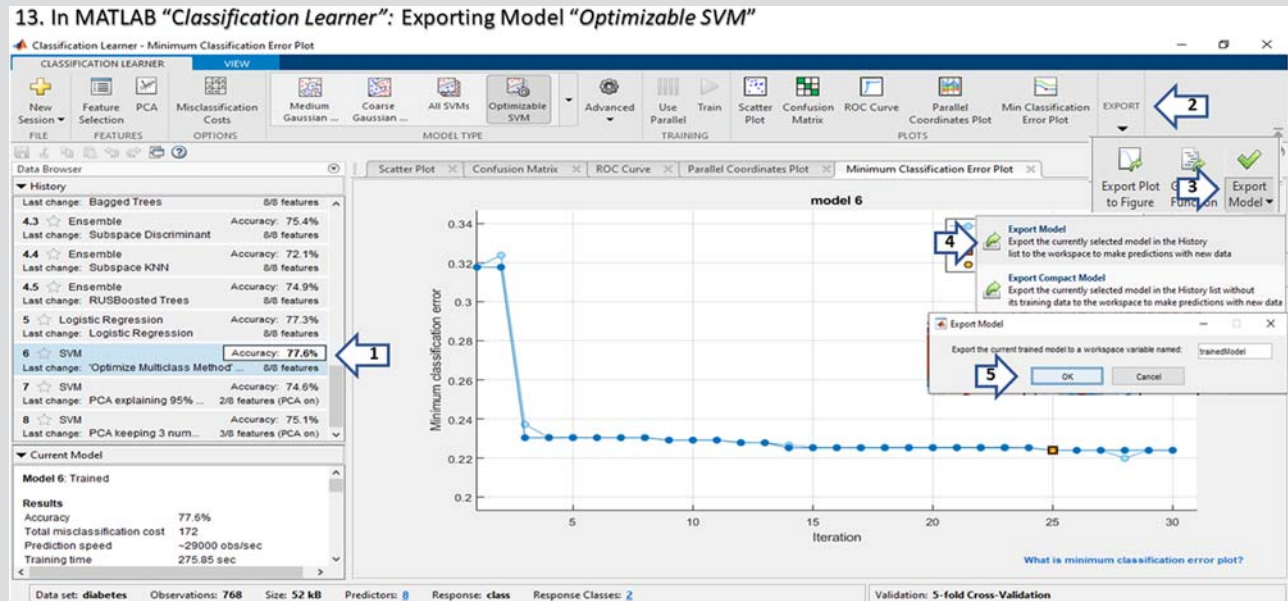 13. In MATLAB “Classification Learner”: Exporting Model “Optimizable SVM”
Classification Learner - Minimum Classification Error Plot
CLASSIFICATION LEARNER VIEW
New Session
Feature Selection
PCA
Misclassification Costs
Medium Gaussian ...
Coarse Gaussian ...
All SVMs
Optimizable SVM
Advanced
Use Parallel
Train
Scatter Plot
Confusion Matrix
ROC Curve
Parallel Coordinates Plot
Min Classification Error Plot
EXPORT
2
FILE FEATURES OPTIONS MODEL TYPE TRAINING PLOTS
Data Browser
History
Last change: Bagged Trees 8/8 features
4.3 Ensemble Accuracy: 75.4%
Last change: Subspace Discriminant 8/8 features
4.4 Ensemble Accuracy: 72.1%
Last change: Subspace KNN 8/8 features
4.5 Ensemble Accuracy: 74.9%
Last change: RUSBoosted Trees 8/8 features
5 Logistic Regression Accuracy: 77.3%
Last change: Logistic Regression 8/8 features
6 SVM Accuracy: 77.6%
Last change: 'Optimize Multiclass Method' ... 8/8 features
1
7 SVM Accuracy: 74.6%
Last change: PCA explaining 95% ... 2/8 features (PCA on)
8 SVM Accuracy: 75.1%
Last change: PCA keeping 3 num... 3/8 features (PCA on)
Current Model
Model 6: Trained
Results
Accuracy 77.6%
Total misclassification cost 172
Prediction speed ~29000 obs/sec
Training time 275.85 sec
Scatter Plot Confusion Matrix ROC Curve Parallel Coordinates Plot Minimum Classification Error Plot
model 6
Minimum classification error
0.34
0.32
0.3
0.28
0.26
0.24
0.22
0.2
5 10 15 20 25 30
Iteration
What is minimum classification error plot?
Export Plot to Figure
3
Export Model
4
Export Model
Export the currently selected model in the History
list to the workspace to make predictions with new data
Export Compact Model
Export the currently selected model in the History list without
its training data to the workspace to make predictions with new data
Export Model
Export the current trained model to a workspace variable named: trainedModel
5
OK Cancel
Data set: diabetes Observations: 768 Size: 52 kB Predictors: 8 Response: class Response Classes: 2 Validation: 5-fold Cross-Validation